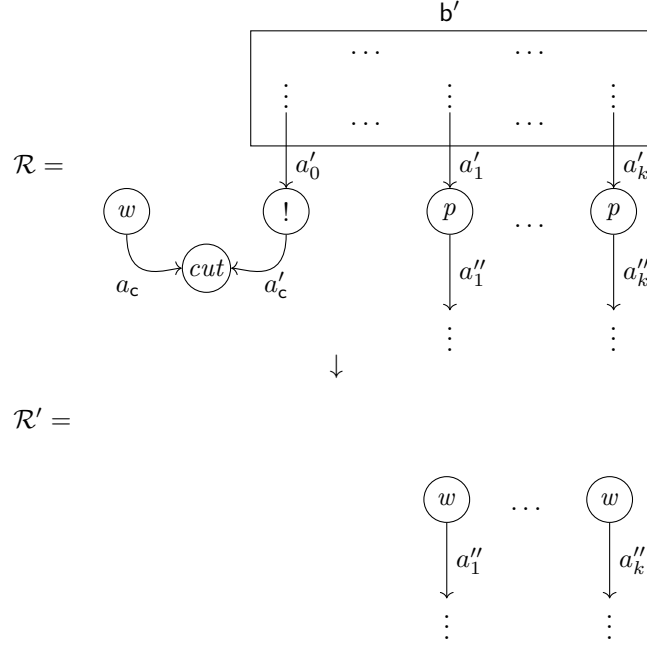 b′
⋯ ⋯
⋮ ⋮ ⋮
⋯ ⋯
ℛ = a′₀ a′₁ a′ₖ
w ! p … p
cut
a_c a′_c a″₁ a″ₖ
⋮ ⋮
↓
ℛ′ =
w … w
a″₁ a″ₖ
⋮ ⋮